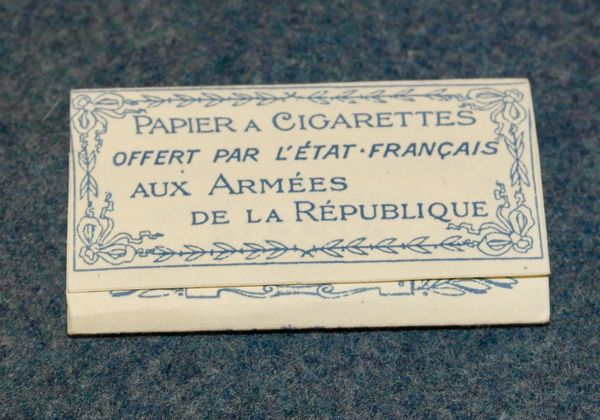 PAPIER A CIGARETTES
OFFERT PAR L'ÉTAT·FRANÇAIS
AUX ARMÉES
DE LA RÉPUBLIQUE